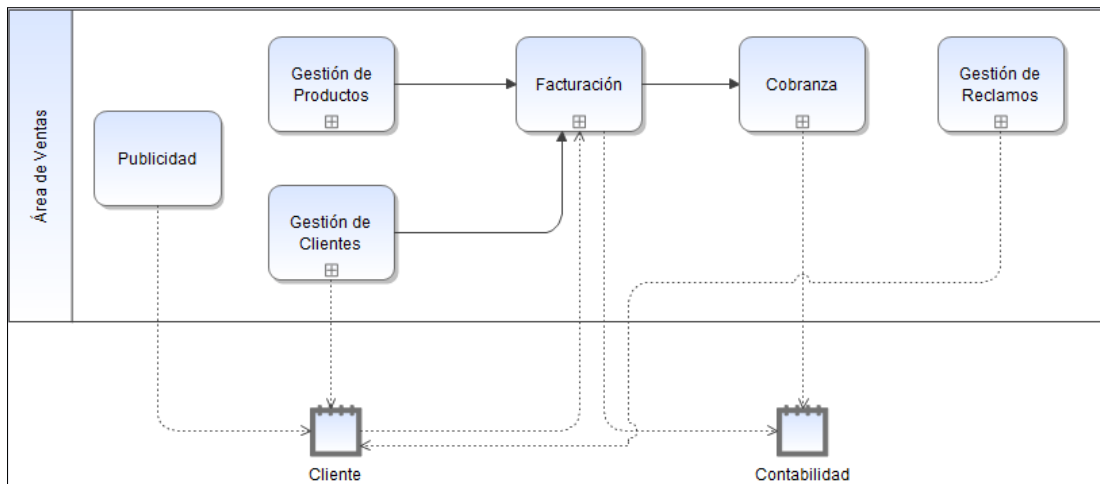 Área de Ventas
Publicidad
Gestión de
Productos
Gestión de
Clientes
Facturación
Cobranza
Gestión de
Reclamos
Cliente
Contabilidad